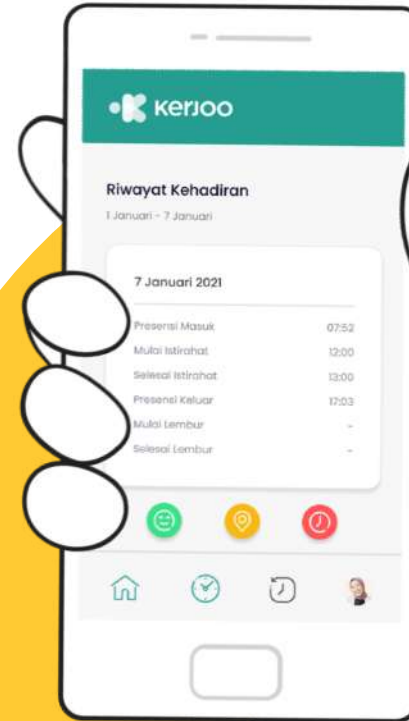 Kerjoo
Riwayat Kehadiran
1 Januari - 7 Januari
7 Januari 2021
Presensi Masuk 07:52
Mulai Istirahat 12:00
Selesai Istirahat 13:00
Presensi Keluar 17:03
Mulai Lembur -
Selesai Lembur -